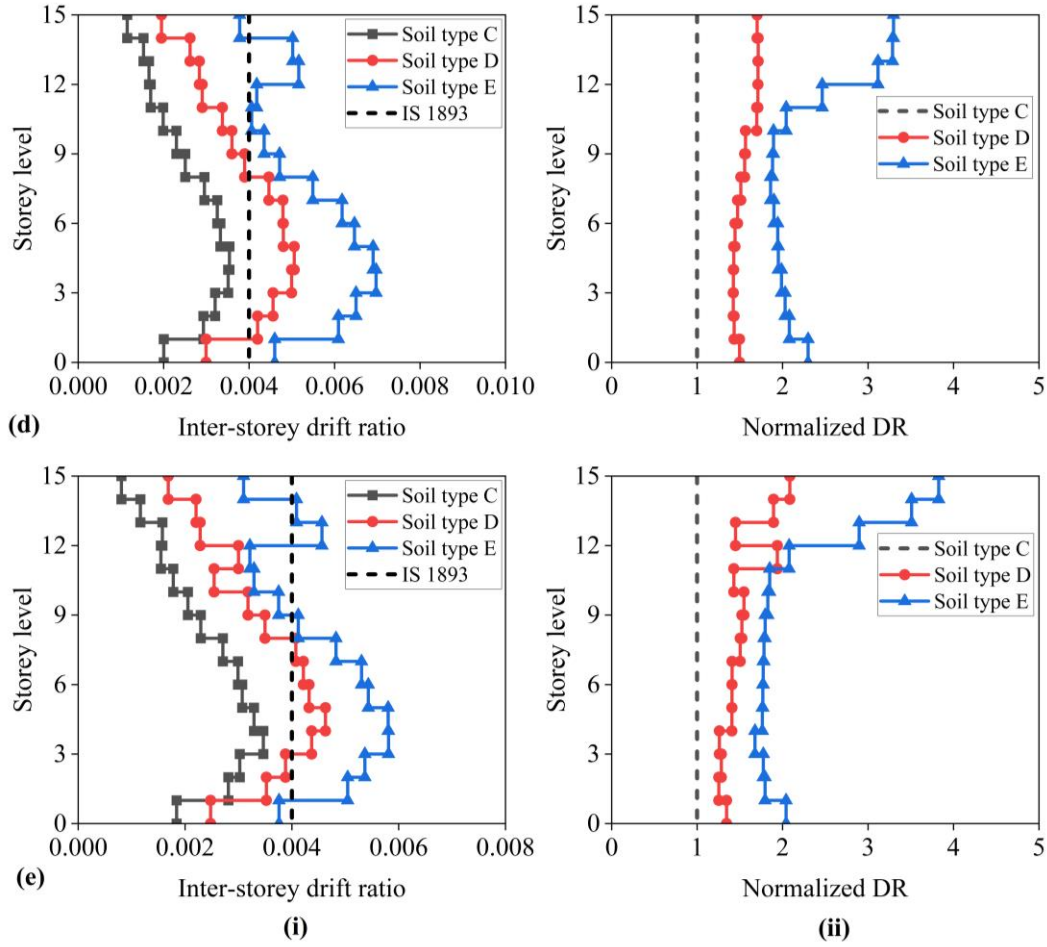 15
12
9
6
3
0
Storey level
Soil type C
Soil type D
Soil type E
IS 1893
0.000 0.002 0.004 0.006 0.008 0.010
Inter-storey drift ratio
(d)
15
12
9
6
3
0
Storey level
Soil type C
Soil type D
Soil type E
0 1 2 3 4 5
Normalized DR
15
12
9
6
3
0
Storey level
Soil type C
Soil type D
Soil type E
IS 1893
0.000 0.002 0.004 0.006 0.008
Inter-storey drift ratio
(e)
(i)
15
12
9
6
3
0
Storey level
Soil type C
Soil type D
Soil type E
0 1 2 3 4 5
Normalized DR
(ii)